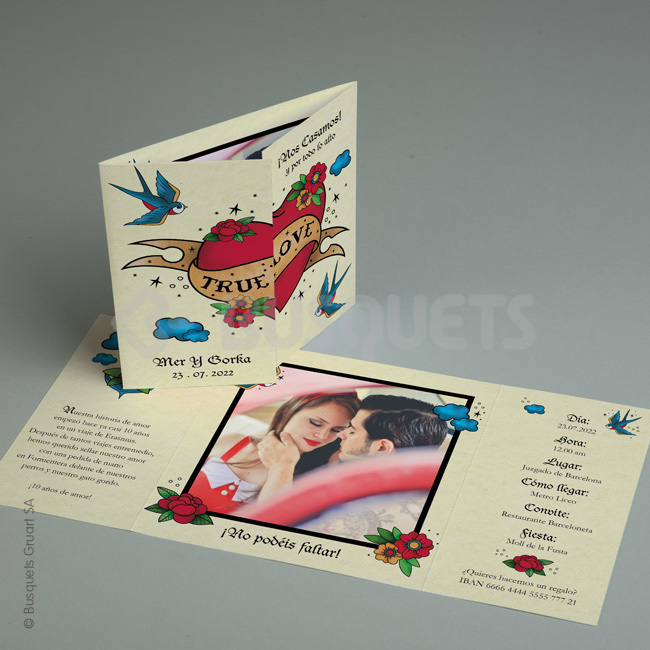 ¡Nos Casamos!
y por todo lo alto
TRUE LOVE
Mer Y Gorka
23 . 07. 2022
BUSQUETS
Nuestra historia de amor
empezó hace ya casi 10 años
en un viaje de Erasmus.
Después de tantos viajes entremedio,
hemos querido sellar nuestro amor
con una pedida de mano
en Formentera delante de nuestros
perros y nuestro gato gordo.
¡10 años de amor!
¡No podéis faltar!
Día:
23.07.2022
Hora:
12.00 am
Lugar:
Juzgado de Barcelona
Cómo llegar:
Metro Liceo
Convite:
Restaurante Barceloneta
Fiesta:
Moll de la Fusta
¿Quieres hacernos un regalo?
IBAN 6666 4444 5555 777 21
© Busquets Gruart SA